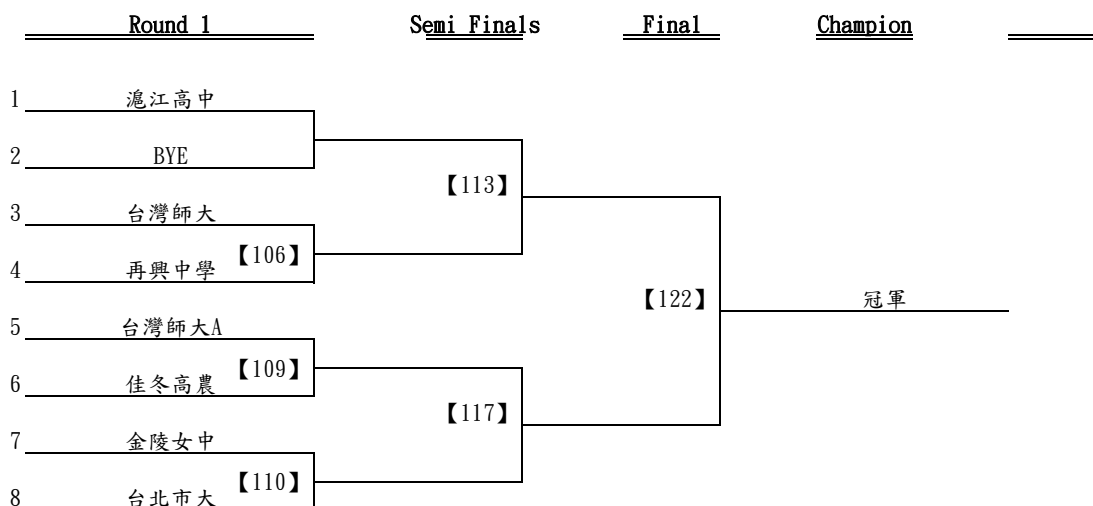 Round 1 Semi Finals Final Champion
1 滬江高中
2 BYE
【113】
3 台灣師大
【106】
4 再興中學
【122】 冠軍
5 台灣師大A
【109】
6 佳冬高農
【117】
7 金陵女中
【110】
8 台北市大